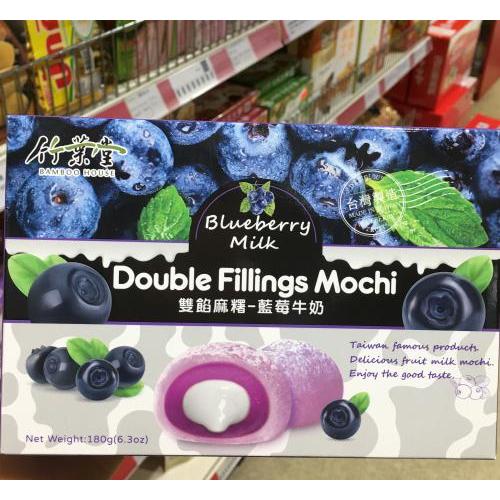 竹葉堂
BAMBOO HOUSE
台灣製造
Blueberry
Milk
Double Fillings Mochi
雙餡麻糬-藍莓牛奶
Taiwan famous products.
Delicious fruit milk mochi.
Enjoy the good taste.
Net Weight:180g(6.3oz)